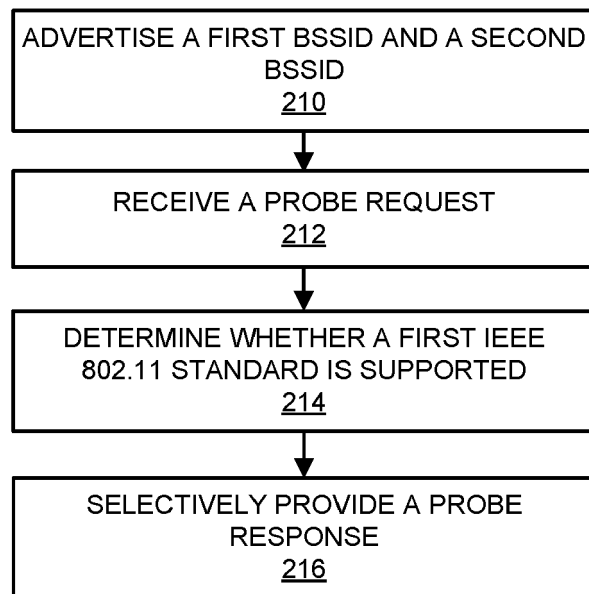 ADVERTISE A FIRST BSSID AND A SECOND
BSSID
210
RECEIVE A PROBE REQUEST
212
DETERMINE WHETHER A FIRST IEEE
802.11 STANDARD IS SUPPORTED
214
SELECTIVELY PROVIDE A PROBE
RESPONSE
216